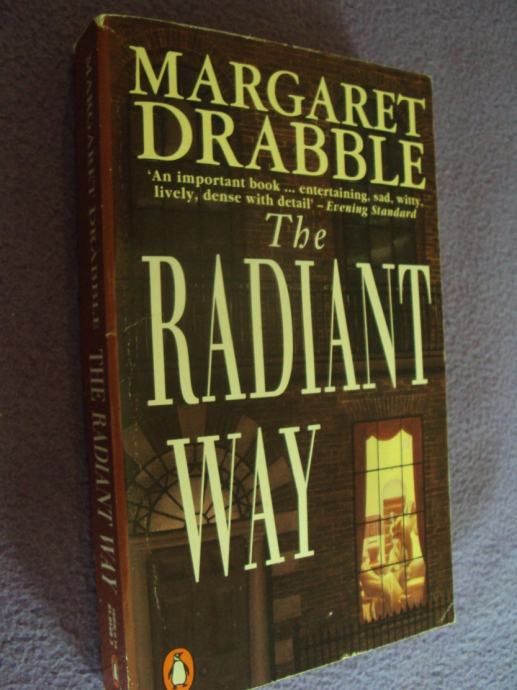 MARGARET
DRABBLE
'An important book ... entertaining, sad, witty,
lively, dense with detail' – Evening Standard
The
RADIANT
WAY
MARGARET DRABBLE THE RADIANT WAY